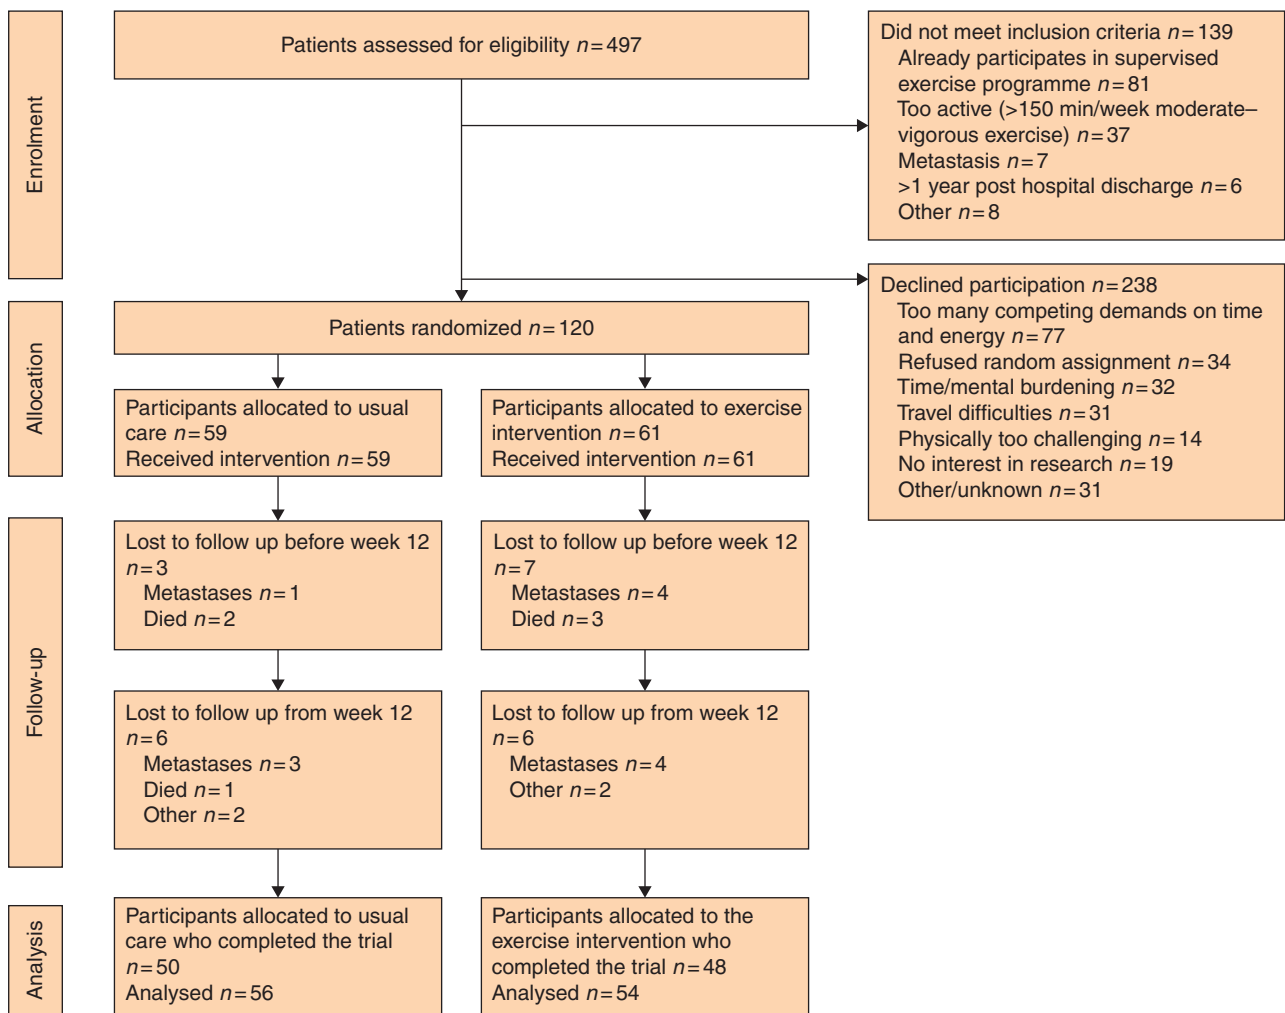 Enrolment
Patients assessed for eligibility n=497
Did not meet inclusion criteria n=139
Already participates in supervised
exercise programme n=81
Too active (>150 min/week moderate–
vigorous exercise) n=37
Metastasis n=7
>1 year post hospital discharge n=6
Other n=8
Declined participation n=238
Too many competing demands on time
and energy n=77
Refused random assignment n=34
Time/mental burdening n=32
Travel difficulties n=31
Physically too challenging n=14
No interest in research n=19
Other/unknown n=31
Allocation
Patients randomized n=120
Participants allocated to usual
care n=59
Received intervention n=59
Participants allocated to exercise
intervention n=61
Received intervention n=61
Follow-up
Lost to follow up before week 12
n=3
Metastases n=1
Died n=2
Lost to follow up before week 12
n=7
Metastases n=4
Died n=3
Lost to follow up from week 12
n=6
Metastases n=3
Died n=1
Other n=2
Lost to follow up from week 12
n=6
Metastases n=4
Other n=2
Analysis
Participants allocated to usual
care who completed the trial
n=50
Analysed n=56
Participants allocated to the
exercise intervention who
completed the trial n=48
Analysed n=54